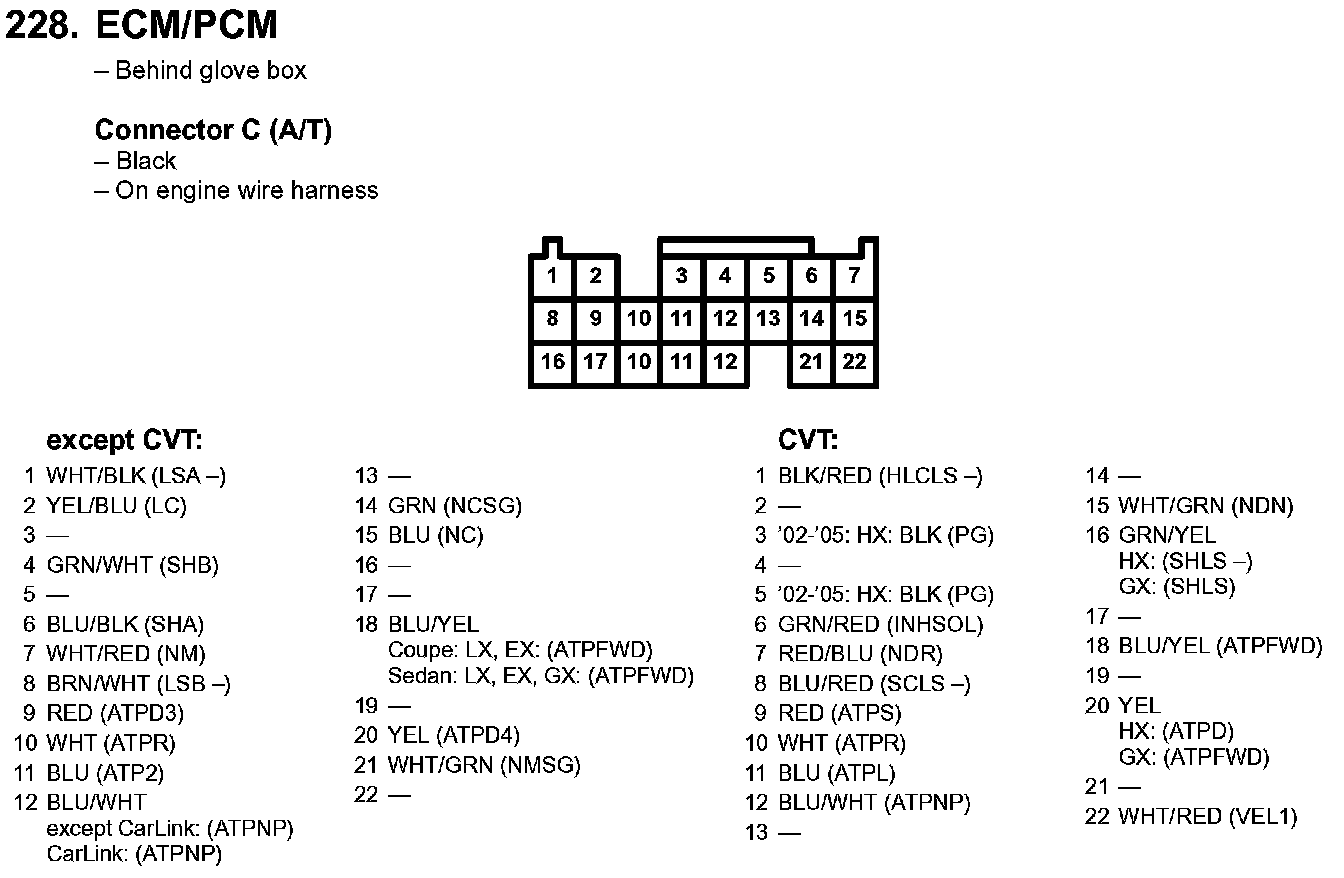 228. ECM/PCM
– Behind glove box
Connector C (A/T)
– Black
– On engine wire harness
1 2 3 4 5 6 7
8 9 10 11 12 13 14 15
16 17 10 11 12 21 22
except CVT:
1 WHT/BLK (LSA –)
2 YEL/BLU (LC)
3 —
4 GRN/WHT (SHB)
5 —
6 BLU/BLK (SHA)
7 WHT/RED (NM)
8 BRN/WHT (LSB –)
9 RED (ATPD3)
10 WHT (ATPR)
11 BLU (ATP2)
12 BLU/WHT
except CarLink: (ATPNP)
CarLink: (ATPNP)
13 —
14 GRN (NCSG)
15 BLU (NC)
16 —
17 —
18 BLU/YEL
Coupe: LX, EX: (ATPFWD)
Sedan: LX, EX, GX: (ATPFWD)
19 —
20 YEL (ATPD4)
21 WHT/GRN (NMSG)
22 —
CVT:
1 BLK/RED (HLCLS –)
2 —
3 ’02-’05: HX: BLK (PG)
4 —
5 ’02-’05: HX: BLK (PG)
6 GRN/RED (INHSOL)
7 RED/BLU (NDR)
8 BLU/RED (SCLS –)
9 RED (ATPS)
10 WHT (ATPR)
11 BLU (ATPL)
12 BLU/WHT (ATPNP)
13 —
14 —
15 WHT/GRN (NDN)
16 GRN/YEL
HX: (SHLS –)
GX: (SHLS)
17 —
18 BLU/YEL (ATPFWD)
19 —
20 YEL
HX: (ATPD)
GX: (ATPFWD)
21 —
22 WHT/RED (VEL1)